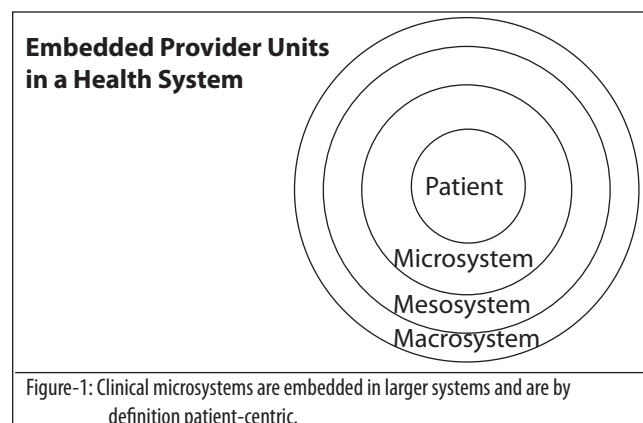 Embedded Provider Units
in a Health System
Patient
Microsystem
Mesosystem
Macrosystem
Figure-1: Clinical microsystems are embedded in larger systems and are by
definition patient-centric.